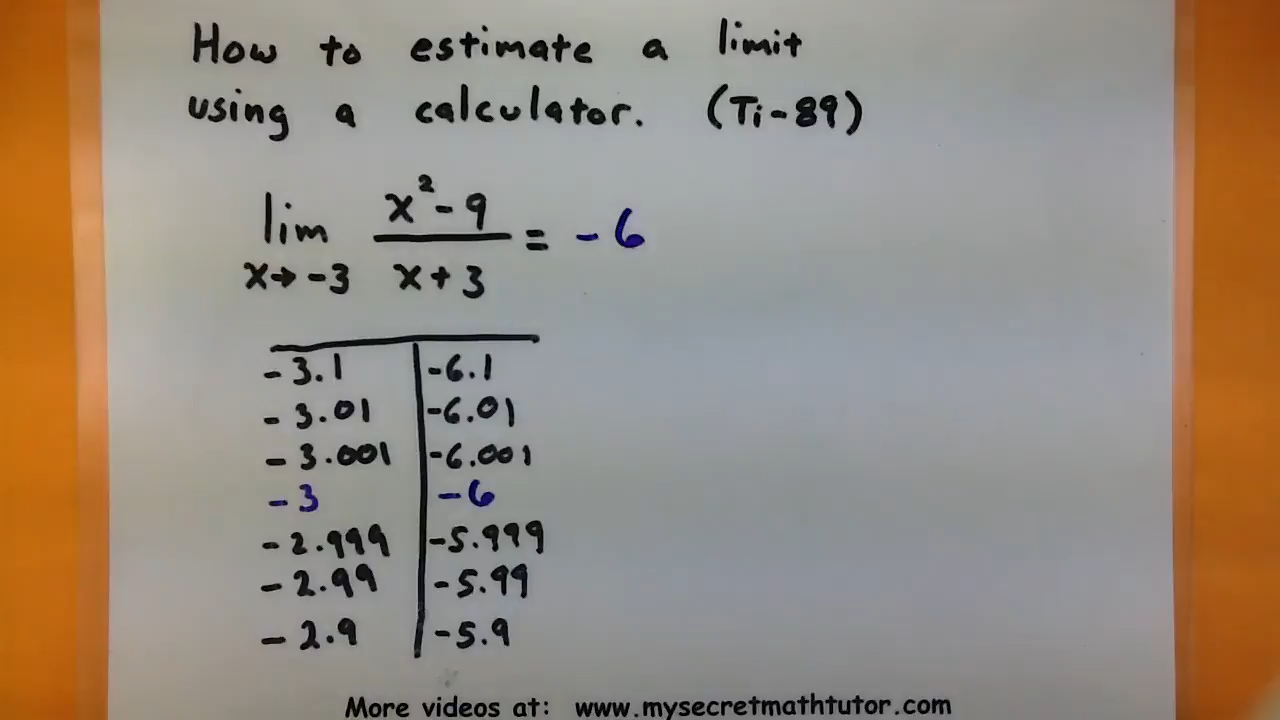 How to estimate a limit
using a calculator. (Ti-89)
lim x→-3 (x²-9)/(x+3) = -6
-3.1 -6.1
-3.01 -6.01
-3.001 -6.001
-3 -6
-2.999 -5.999
-2.99 -5.99
-2.9 -5.9
More videos at: www.mysecretmathtutor.com